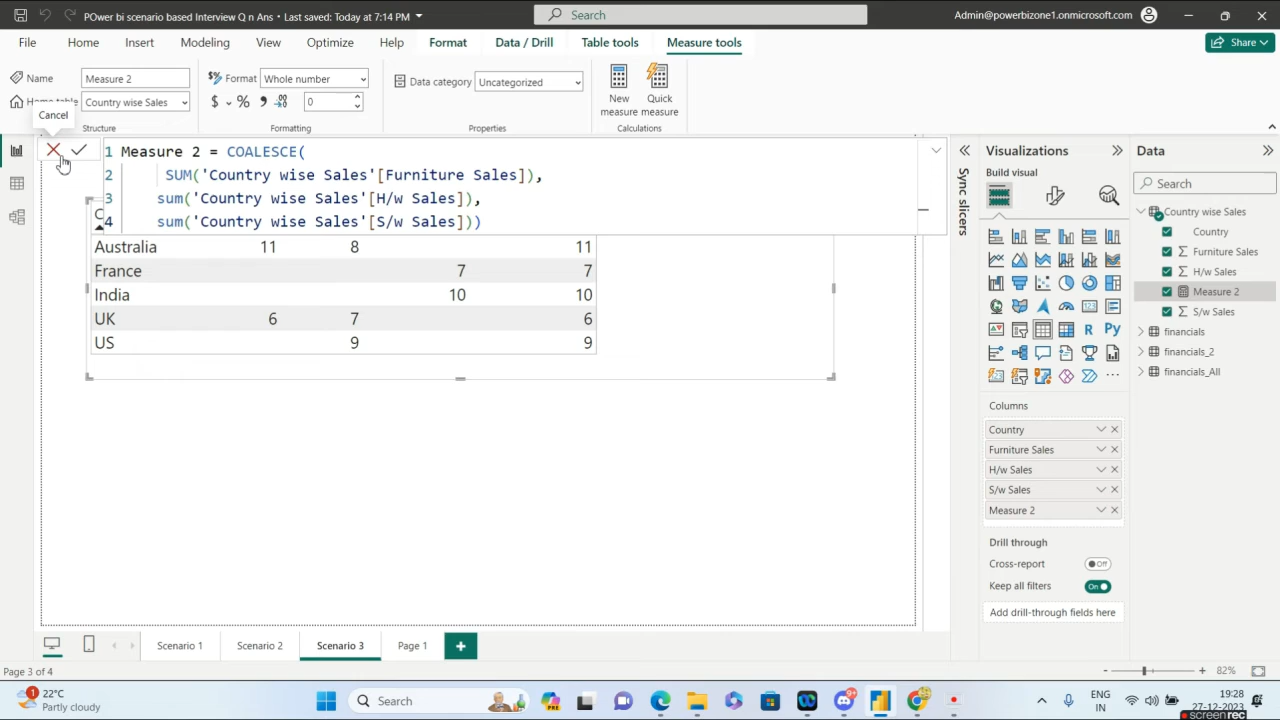 Power BI scenario based Interview Q n Ans • Last saved: Today at 7:14 PM
Search
Admin@powerbizone1.onmicrosoft.com
File Home Insert Modeling View Optimize Help Format Data / Drill Table tools Measure tools
Share
Name Measure 2
Format Whole number
Data category Uncategorized
Country wise Sales
$ % 0
New measure
Quick measure
Structure Formatting Properties Calculations
Cancel
1 Measure 2 = COALESCE(
2 SUM('Country wise Sales'[Furniture Sales]),
3 sum('Country wise Sales'[H/w Sales]),
4 sum('Country wise Sales'[S/w Sales]))
Australia 11 8 11
France 7 7
India 10 10
UK 6 7 6
US 9 9
Sync slicers
Visualizations
Build visual
R Py
Columns
Country
Furniture Sales
H/w Sales
S/w Sales
Measure 2
Drill through
Cross-report Off
Keep all filters On
Add drill-through fields here
Data
Search
Country wise Sales
Country
Furniture Sales
H/w Sales
Measure 2
S/w Sales
financials
financials_2
financials_All
Scenario 1 Scenario 2 Scenario 3 Page 1 +
Page 3 of 4
- + 82%
1
22°C
Partly cloudy
Search
ENG
IN
19:28
27-12-2023
screenrec